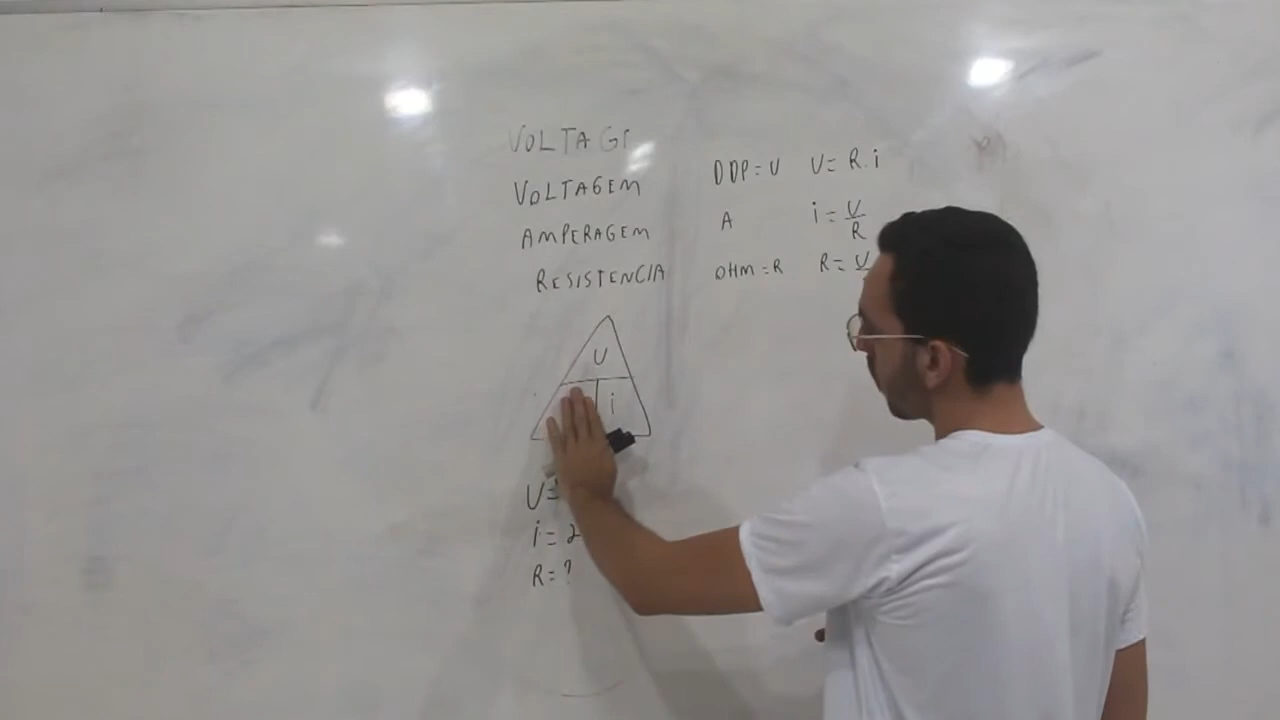 VOLTAGE
VOLTAGEM DDP=U U=R.i
AMPERAGEM A i=U/R
RESISTENCIA OHM=R R=U
U
i
U=
i=2
R=?